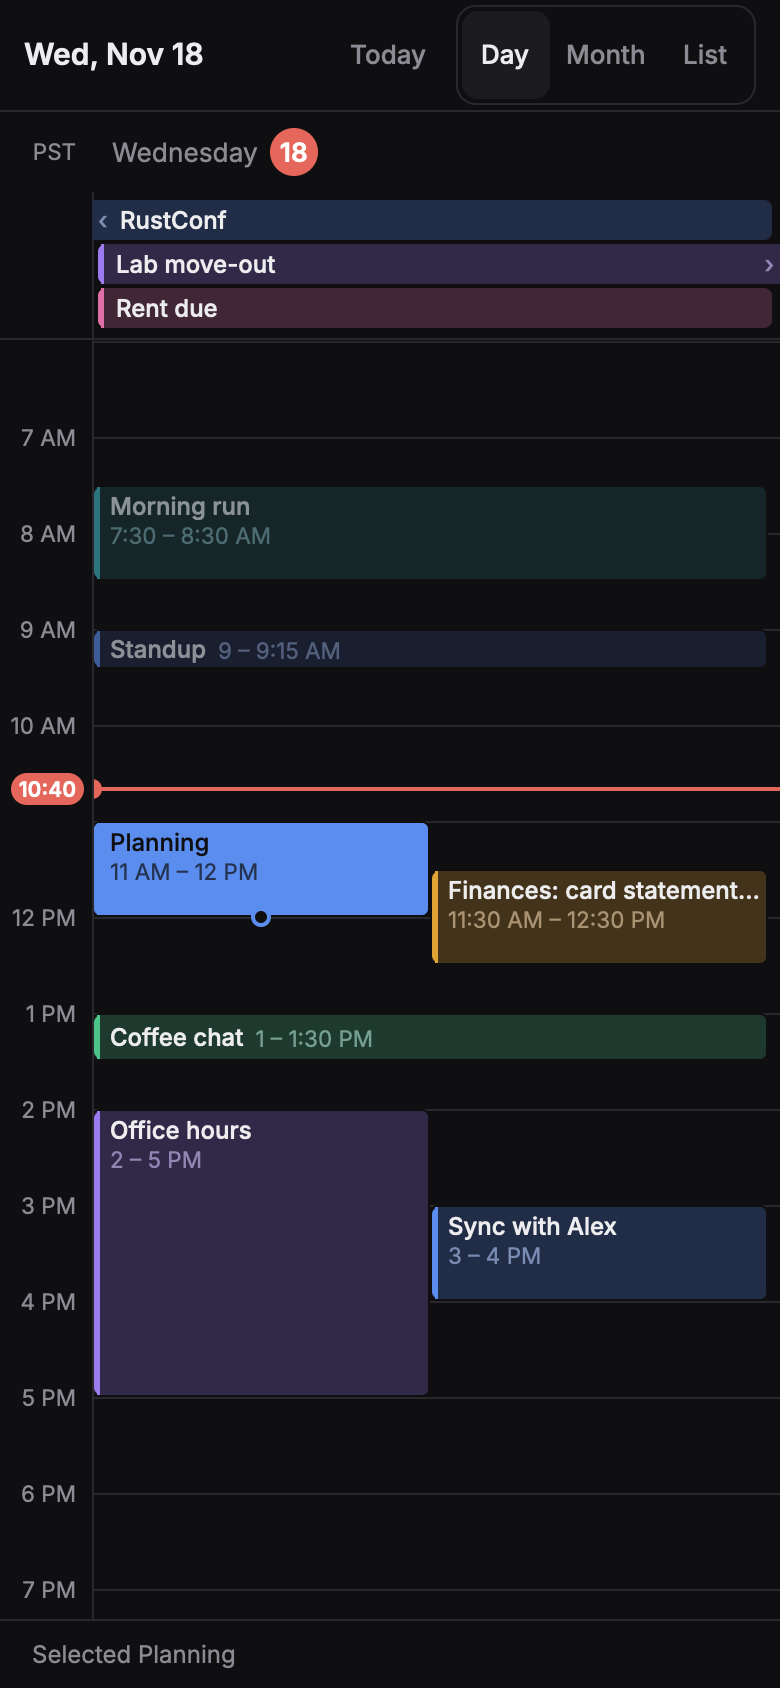 Wed, Nov 18
Today
Day
Month
List
PST
Wednesday 18
‹ RustConf
Lab move-out ›
Rent due
7 AM
Morning run
7:30 – 8:30 AM
8 AM
9 AM
Standup 9 – 9:15 AM
10 AM
10:40
Planning
11 AM – 12 PM
Finances: card statement...
11:30 AM – 12:30 PM
12 PM
1 PM
Coffee chat 1 – 1:30 PM
2 PM
Office hours
2 – 5 PM
3 PM
Sync with Alex
3 – 4 PM
4 PM
5 PM
6 PM
7 PM
Selected Planning